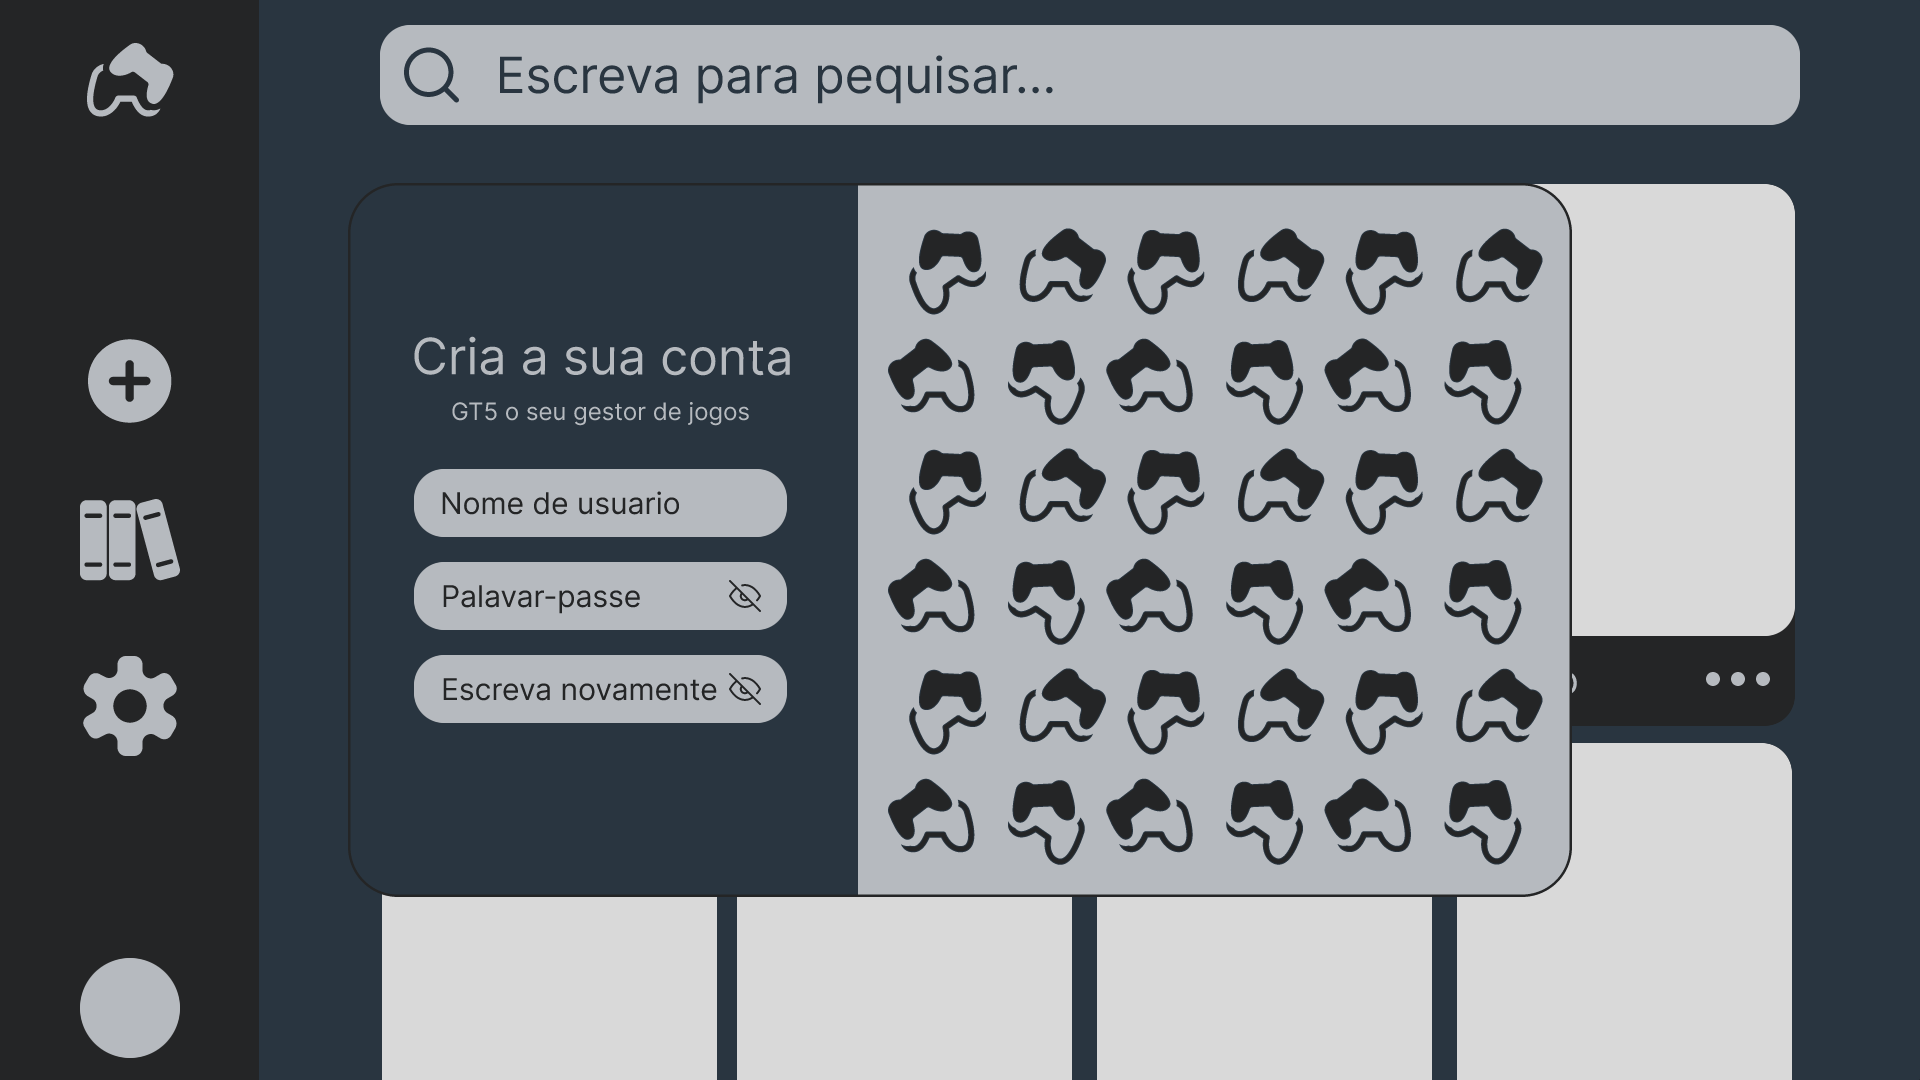 Escreva para pequisar...
Cria a sua conta
GT5 o seu gestor de jogos
Nome de usuario
Palavar-passe
Escreva novamente